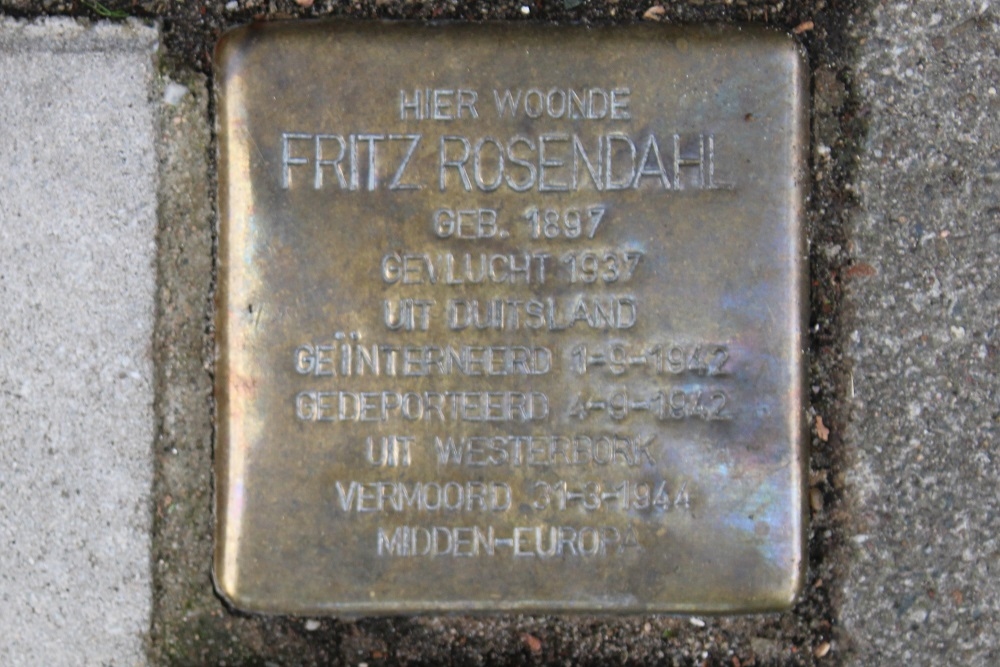 HIER WOONDE
FRITZ ROSENDAHL
GEB. 1897
GEVLUCHT 1937
UIT DUITSLAND
GEÏNTERNEERD 1-9-1942
GEDEPORTEERD 4-9-1942
UIT WESTERBORK
VERMOORD 31-3-1944
MIDDEN-EUROPA